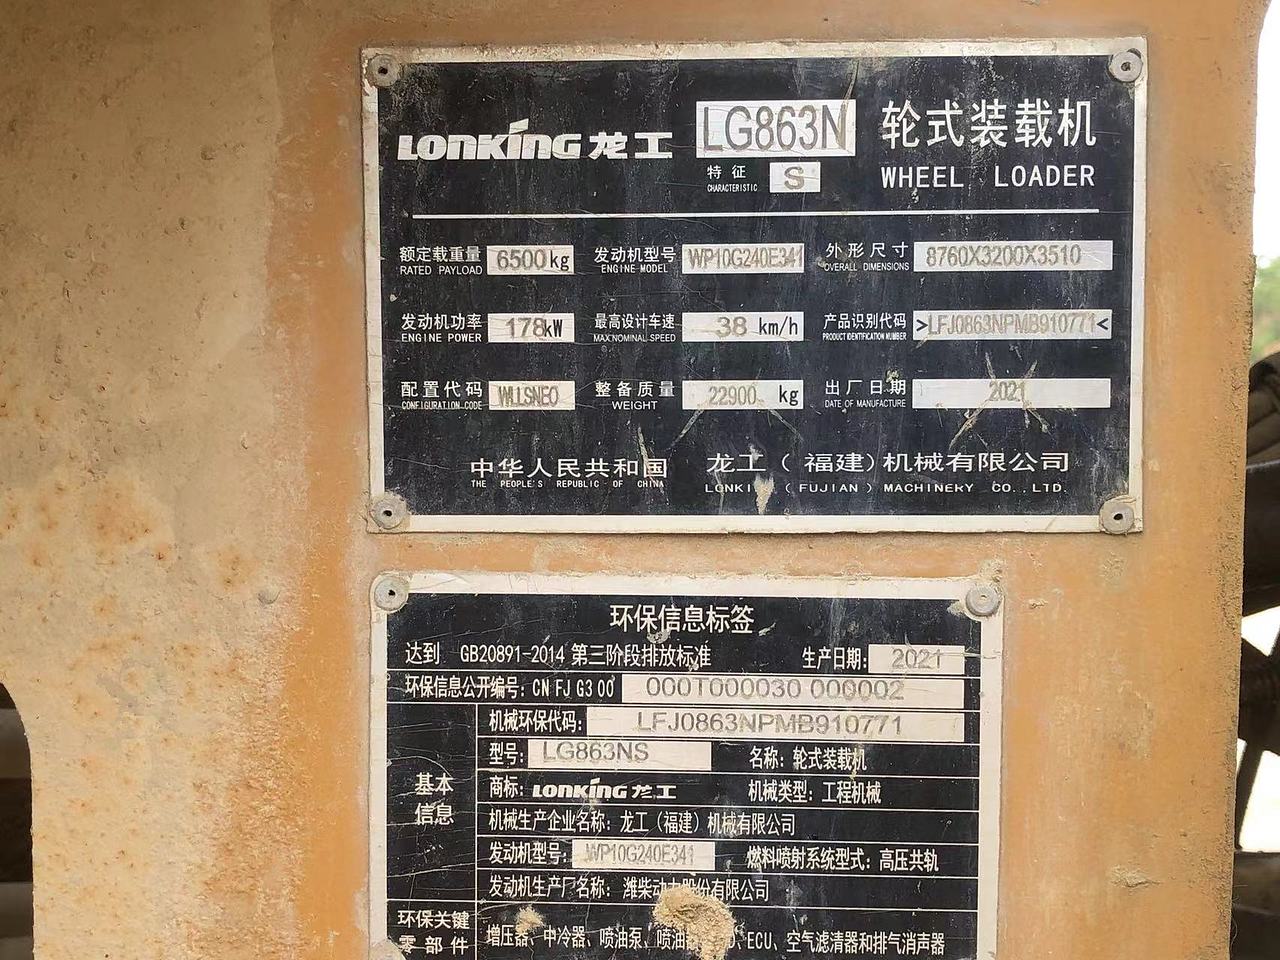 LONKING 龙工 LG863N 轮式装载机
特征 CHARACTERISTIC S WHEEL LOADER
额定载重量 RATED PAYLOAD 6500kg 发动机型号 ENGINE MODEL WP10G240E341 外形尺寸 OVERALL DIMENSIONS 8760X3200X3510
发动机功率 ENGINE POWER 178kW 最高设计车速 MAX NOMINAL SPEED 38 km/h 产品识别代码 PRODUCT IDENTIFICATION NUMBER >LFJ0863NPMB910771<
配置代码 CONFIGURATION CODE WLLSNE0 整备质量 WEIGHT 22900 kg 出厂日期 DATE OF MANUFACTURE 2021
中华人民共和国 龙工(福建)机械有限公司
THE PEOPLE'S REPUBLIC OF CHINA LONKING (FUJIAN) MACHINERY CO.,LTD.
环保信息标签
达到 GB20891-2014 第三阶段排放标准 生产日期: 2021
环保信息公开编号: CN FJ G3 00 000T000030 000002
机械环保代码: LFJ0863NPMB910771
型号: LG863NS 名称: 轮式装载机
基本信息
商标: LONKING 龙工 机械类型: 工程机械
机械生产企业名称: 龙工(福建)机械有限公司
发动机型号: WP10G240E341 燃料喷射系统型式: 高压共轨
发动机生产厂名称: 潍柴动力股份有限公司
环保关键零部件
增压器、中冷器、喷油泵、喷油 ECU、空气滤清器和排气消声器